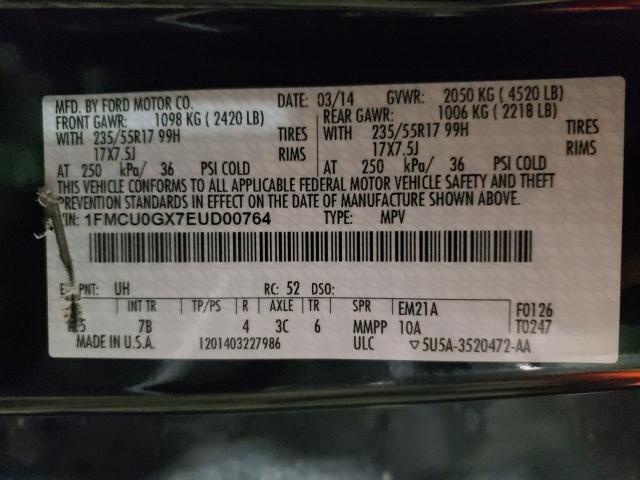 MFD. BY FORD MOTOR CO. DATE: 03/14 GVWR: 2050 KG ( 4520 LB)
FRONT GAWR: 1098 KG ( 2420 LB) REAR GAWR: 1006 KG ( 2218 LB)
WITH 235/55R17 99H TIRES WITH 235/55R17 99H TIRES
17X7.5J RIMS 17X7.5J RIMS
AT 250 kPa/ 36 PSI COLD AT 250 kPa/ 36 PSI COLD
THIS VEHICLE CONFORMS TO ALL APPLICABLE FEDERAL MOTOR VEHICLE SAFETY AND THEFT
PREVENTION STANDARDS IN EFFECT ON THE DATE OF MANUFACTURE SHOWN ABOVE.
1FMCU0GX7EUD00764 TYPE: MPV
PNT: UH RC: 52 DSO:
INT TR TP/PS R AXLE TR SPR EM21A F0126
7B 4 3C 6 MMPP 10A T0247
MADE IN U.S.A. 1201403227986 ULC ▽5U5A-3520472-AA